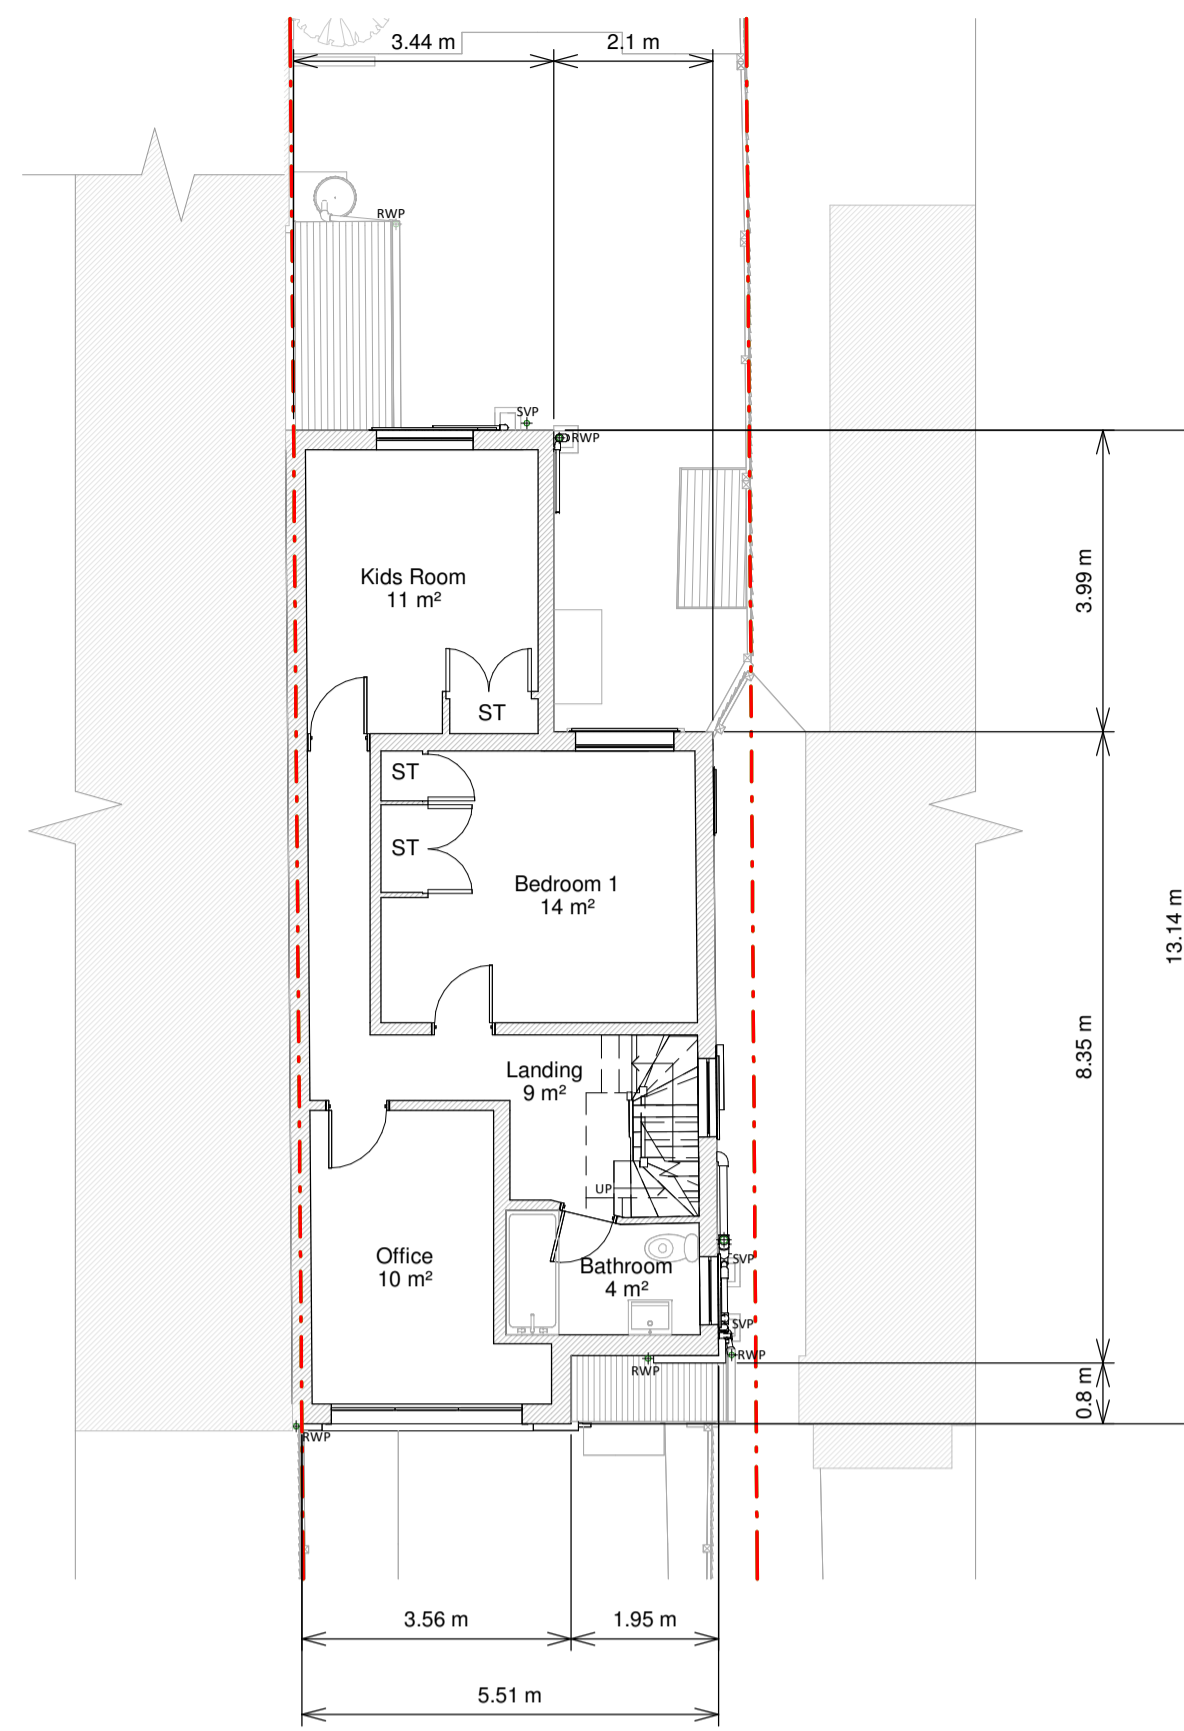 3.44 m
2.1 m
RWP
SVP
RWP
Kids Room
11 m²
3.99 m
ST
ST
ST
Bedroom 1
14 m²
13.14 m
8.35 m
Landing
9 m²
UP
Office
10 m²
Bathroom
4 m²
SVP
SVP
RWP
RWP
0.8 m
RWP
3.56 m
1.95 m
5.51 m